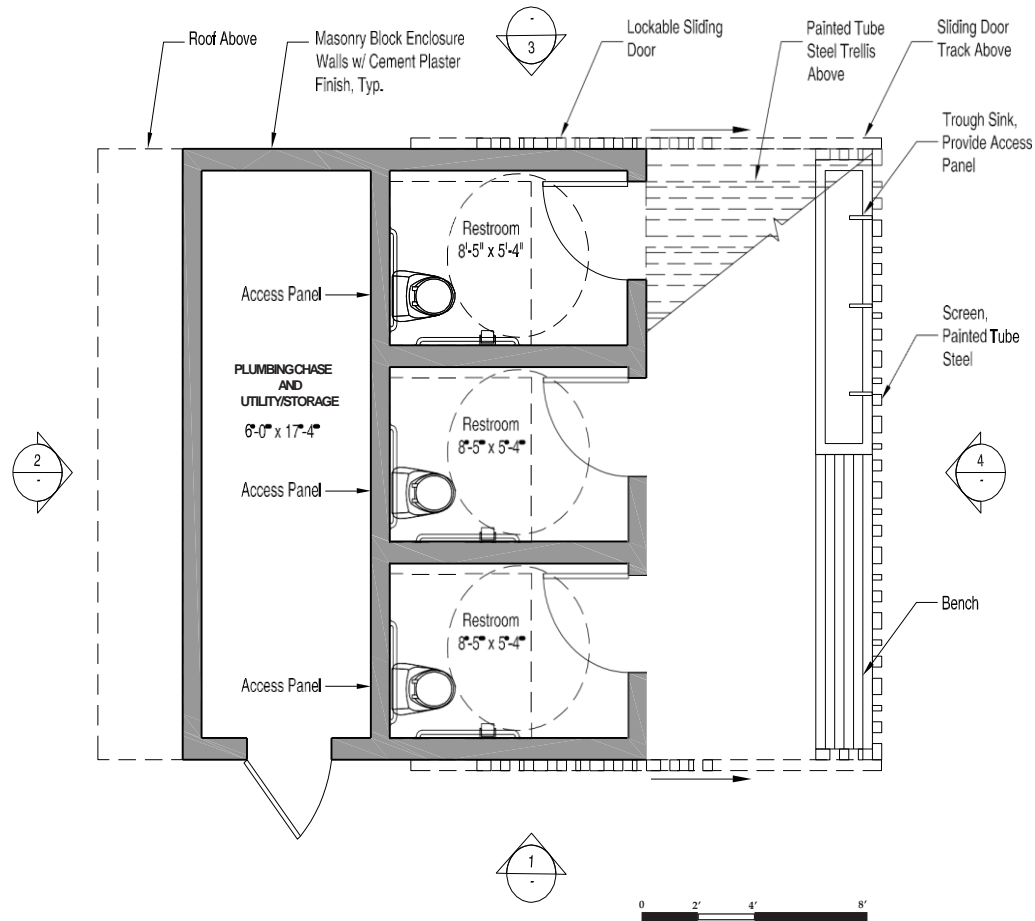 -
3
Roof Above
Masonry Block Enclosure
Walls w/ Cement Plaster
Finish, Typ.
Lockable Sliding
Door
Painted Tube
Steel Trellis
Above
Sliding Door
Track Above
Trough Sink,
Provide Access
Panel
Restroom
8'-5" x 5'-4"
Access Panel
Screen,
Painted Tube
Steel
PLUMBING CHASE
AND
UTILITY/STORAGE
6'-0" x 17'-4"
Restroom
8'-5" x 5'-4"
2
-
4
-
Access Panel
Bench
Restroom
8'-5" x 5'-4"
Access Panel
1
-
0 2' 4' 8'